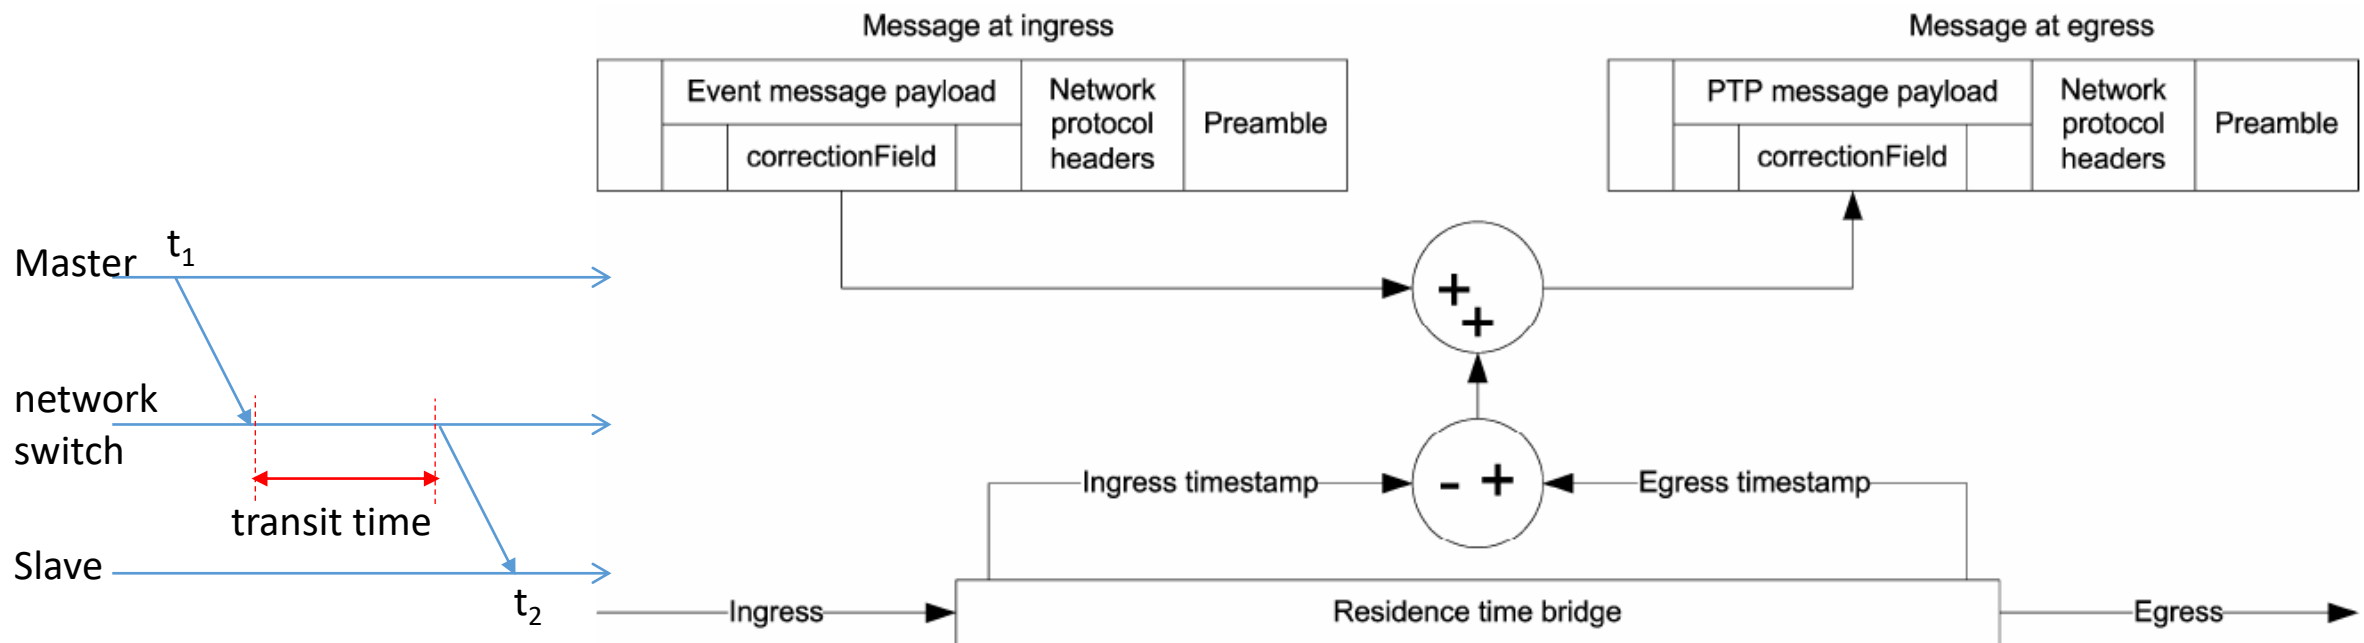 Message at ingress
Message at egress
Event message payload
correctionField
Network
protocol
headers
Preamble
PTP message payload
correctionField
Network
protocol
headers
Preamble
Master
t₁
network
switch
transit time
Slave
t₂
+
+
- +
Ingress timestamp
Egress timestamp
Ingress
Residence time bridge
Egress